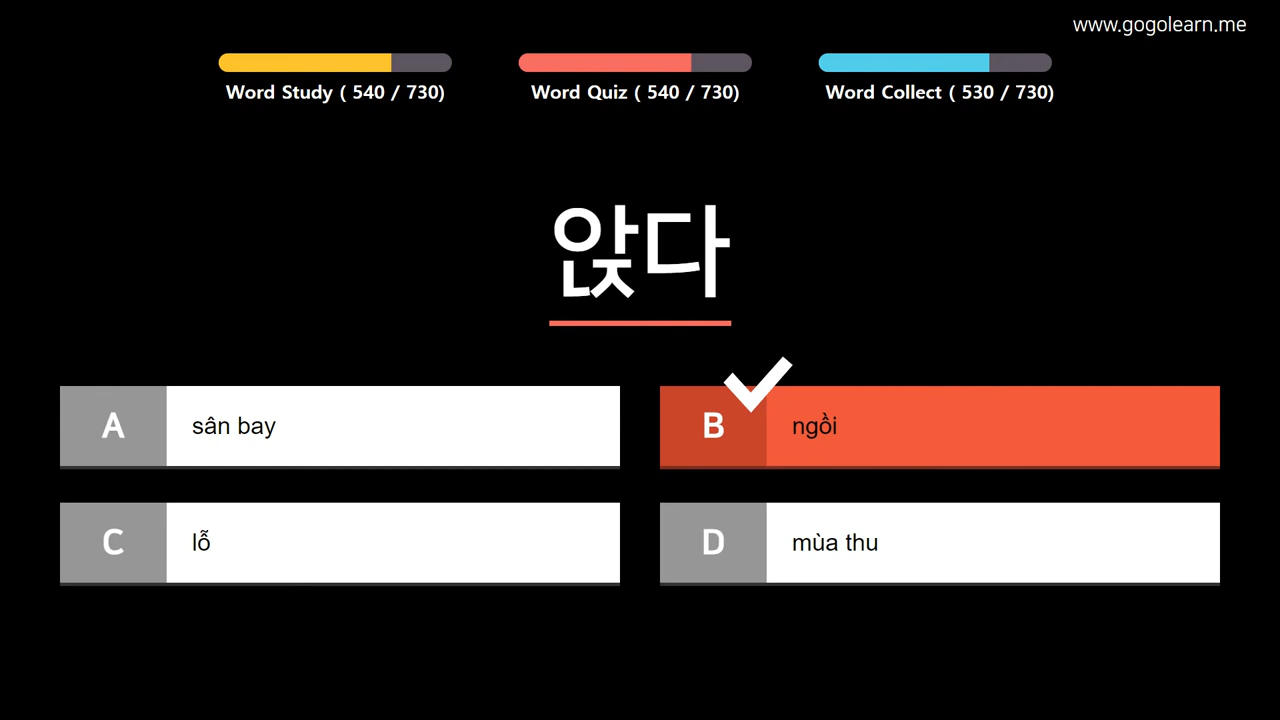 www.gogolearn.me
Word Study ( 540 / 730)
Word Quiz ( 540 / 730)
Word Collect ( 530 / 730)
앉다
A
sân bay
B
ngồi
C
lỗ
D
mùa thu